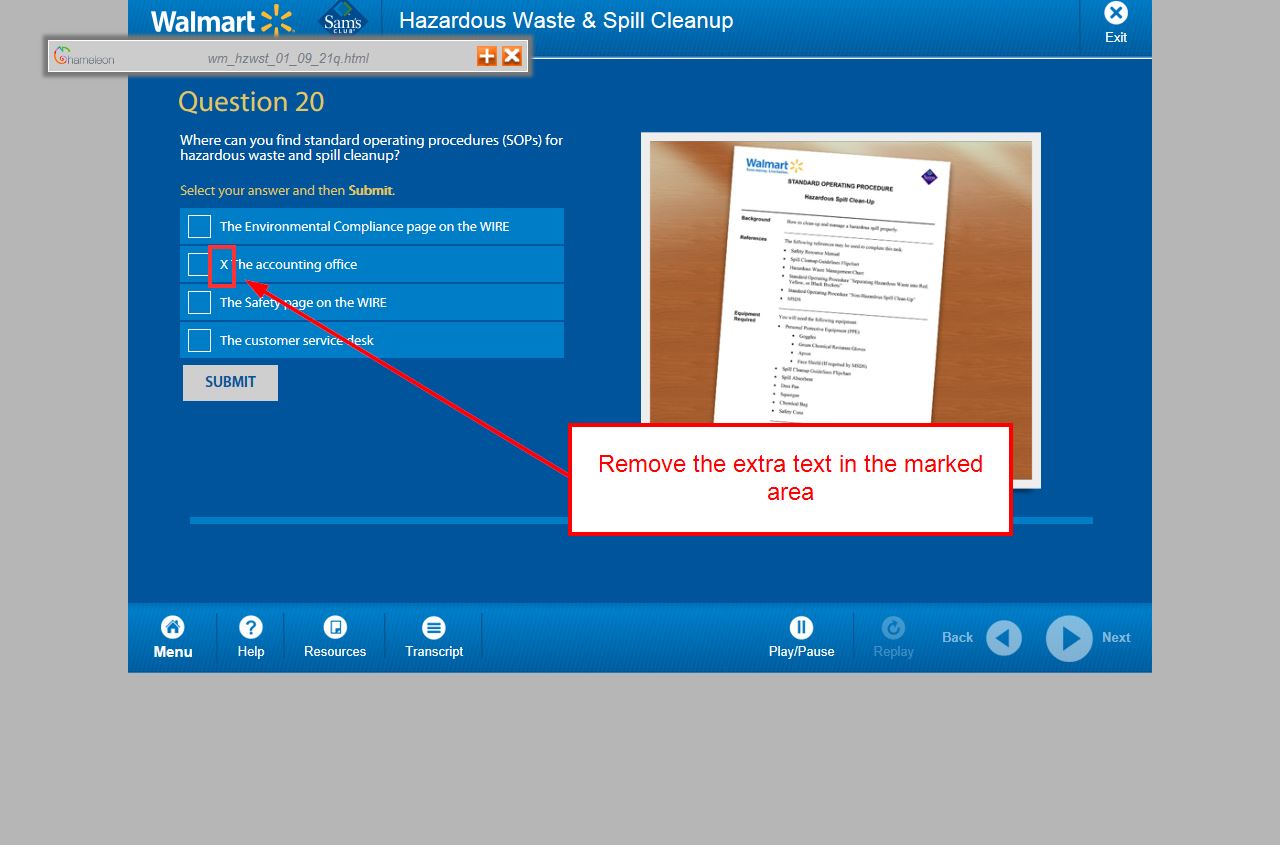 Walmart
Sam's
CLUB
Hazardous Waste & Spill Cleanup
Exit
Chameleon
wm_hzwst_01_09_21q.html
Question 20
Where can you find standard operating procedures (SOPs) for
hazardous waste and spill cleanup?
Select your answer and then Submit.
The Environmental Compliance page on the WIRE
X The accounting office
The Safety page on the WIRE
The customer service desk
SUBMIT
Walmart
STANDARD OPERATING PROCEDURE
Hazardous Spill Clean-Up
Background
How to clean up and manage a hazardous spill properly.
References
The following references may be used to complete this task.
• Safety Resource Manual
• Spill Cleanup Guidelines Flipchart
• Hazardous Waste Management Chart
• Standard Operating Procedure "Separating Hazardous Waste into Red,
Yellow, or Black Buckets"
• Standard Operating Procedure "Non-Hazardous Spill Clean-Up"
• MSDS
Equipment
Required
You will need the following equipment
• Personal Protective Equipment (PPE)
• Goggles
• Green Chemical Resistant Gloves
• Apron
• Face Shield (If required by MSDS)
• Spill Cleanup Guidelines Flipchart
• Spill Absorbent
• Dust Pan
• Squeegee
• Chemical Bag
• Safety Cone
Remove the extra text in the marked
area
Menu
Help
Resources
Transcript
Play/Pause
Replay
Back
Next